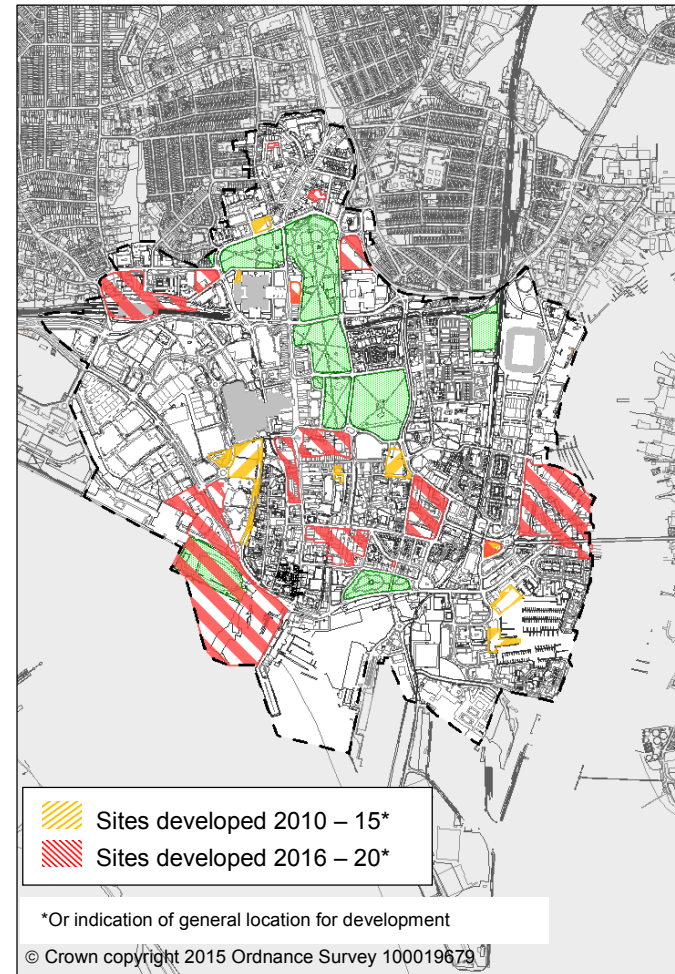 Sites developed 2010 – 15*
Sites developed 2016 – 20*
*Or indication of general location for development
© Crown copyright 2015 Ordnance Survey 100019679